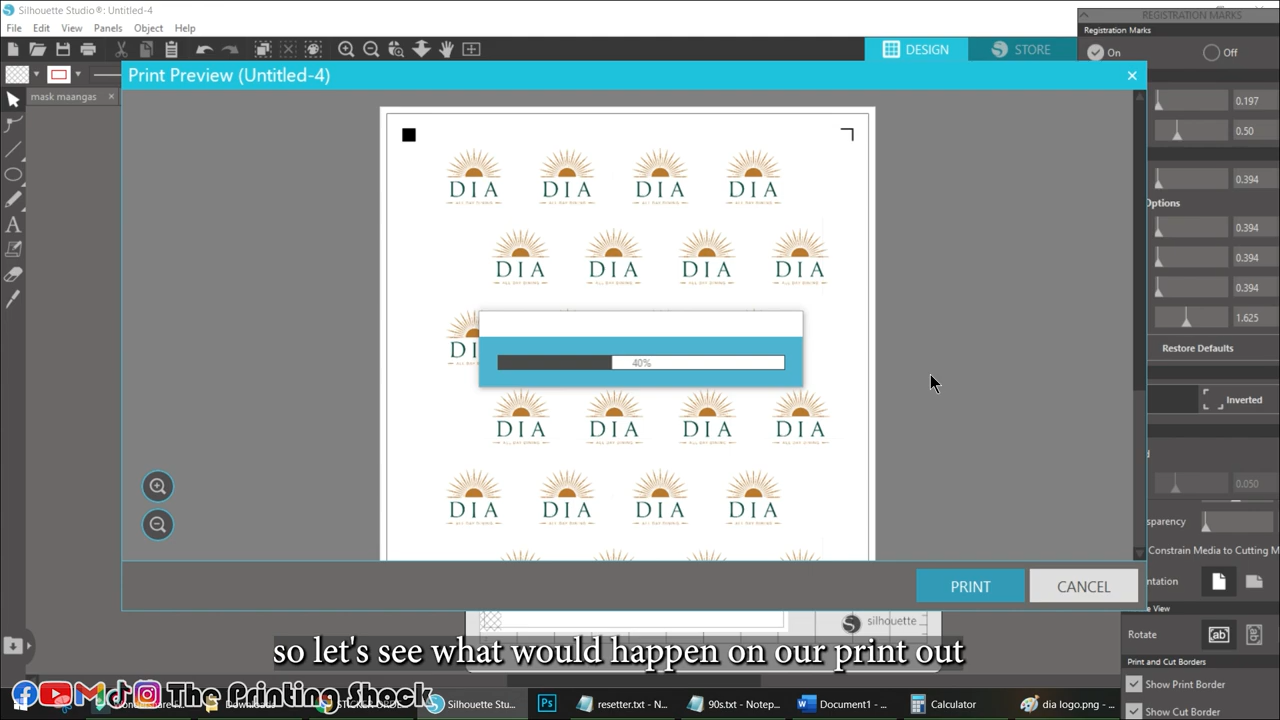 Silhouette Studio®: Untitled-4
File Edit View Panels Object Help
DESIGN
STORE
mask maangas ×
Print Preview (Untitled-4)
REGISTRATION MARKS
Registration Marks
On
Off
0.197
0.50
0.394
Options
0.394
0.394
0.394
1.625
Restore Defaults
Inverted
0.050
Constrain Media to Cutting M
Rotate
Print and Cut Borders
Show Print Border
Show Cut Border
DIA DIA DIA DIA
DIA DIA DIA DIA
40%
DIA DIA DIA DIA
DIA DIA DIA DIA
PRINT
CANCEL
silhouette
so let's see what would happen on our print out
The Printing Shock
Silhouette Stu...
Ps
resetter.txt - N...
90s.txt - Notep...
Document1 - ...
Calculator
dia logo.png - ...